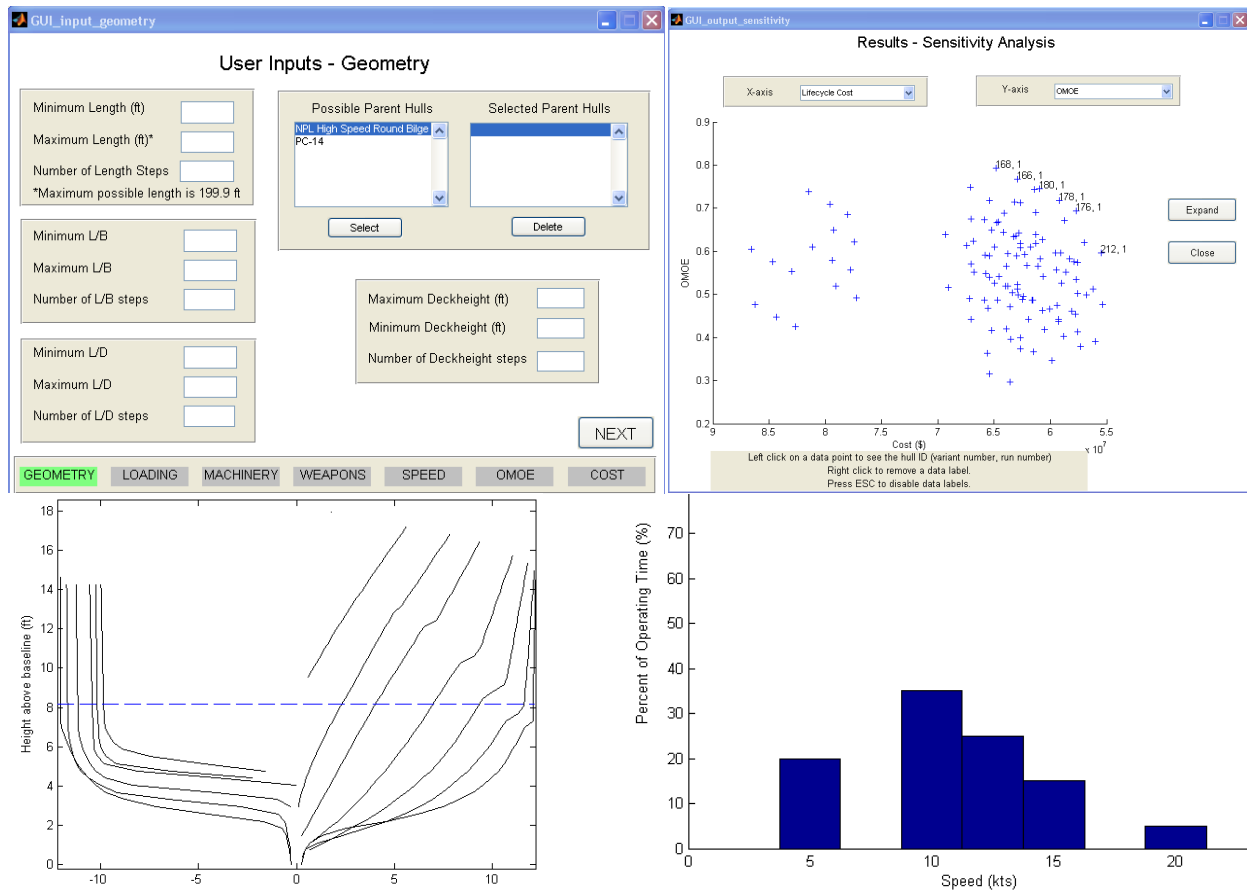 GUI_input_geometry
User Inputs - Geometry
Minimum Length (ft)
Maximum Length (ft)*
Number of Length Steps
*Maximum possible length is 199.9 ft
Possible Parent Hulls
NPL High Speed Round Bilge
PC-14
Select
Selected Parent Hulls
Delete
Minimum L/B
Maximum L/B
Number of L/B steps
Maximum Deckheight (ft)
Minimum Deckheight (ft)
Number of Deckheight steps
Minimum L/D
Maximum L/D
Number of L/D steps
NEXT
GEOMETRY LOADING MACHINERY WEAPONS SPEED OMOE COST
GUI_output_sensitivity
Results - Sensitivity Analysis
X-axis Lifecycle Cost
Y-axis OMOE
0.9
0.8
0.7
0.6
0.5
0.4
0.3
0.2
OMOE
168, 1
166, 1
180, 1
178, 1
176, 1
212, 1
Expand
Close
9 8.5 8 7.5 7 6.5 6 5.5
Cost ($)
x 10^7
Left click on a data point to see the hull ID (variant number, run number)
Right click to remove a data label.
Press ESC to disable data labels.
18
16
14
12
10
8
6
4
2
0
Height above baseline (ft)
-10 -5 0 5 10
70
60
50
40
30
20
10
0
Percent of Operating Time (%)
0 5 10 15 20
Speed (kts)